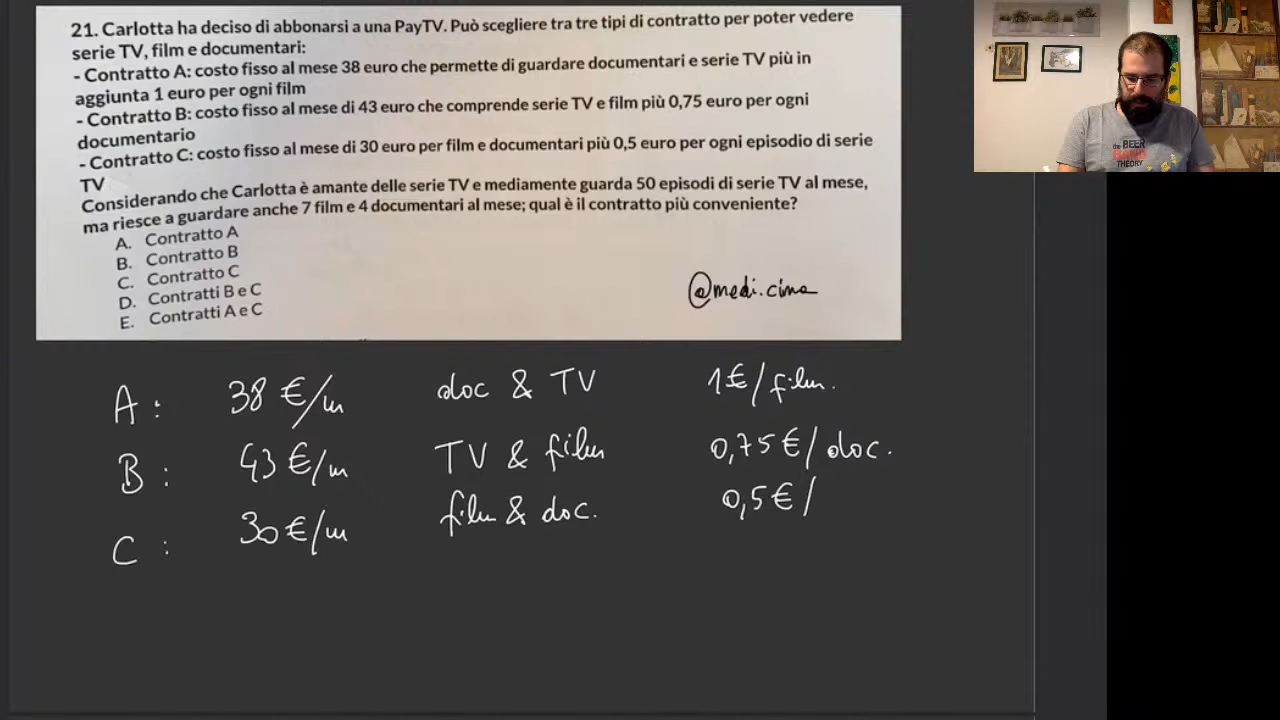 21. Carlotta ha deciso di abbonarsi a una PayTV. Può scegliere tra tre tipi di contratto per poter vedere
serie TV, film e documentari:
- Contratto A: costo fisso al mese 38 euro che permette di guardare documentari e serie TV più in
aggiunta 1 euro per ogni film
- Contratto B: costo fisso al mese di 43 euro che comprende serie TV e film più 0,75 euro per ogni
documentario
- Contratto C: costo fisso al mese di 30 euro per film e documentari più 0,5 euro per ogni episodio di serie
TV
Considerando che Carlotta è amante delle serie TV e mediamente guarda 50 episodi di serie TV al mese,
ma riesce a guardare anche 7 film e 4 documentari al mese; qual è il contratto più conveniente?
A. Contratto A
B. Contratto B
C. Contratto C
D. Contratti B e C
E. Contratti A e C
@medi.cima
A: 38 €/m doc & TV 1€/film.
B: 43 €/m TV & film 0,75€/doc.
C: 30€/m film & doc. 0,5€/
the BEER
BANG
THEORY